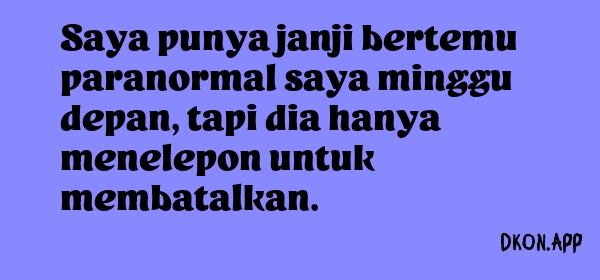 Saya punya janji bertemu
paranormal saya minggu
depan, tapi dia hanya
menelepon untuk
membatalkan.
DKON.APP